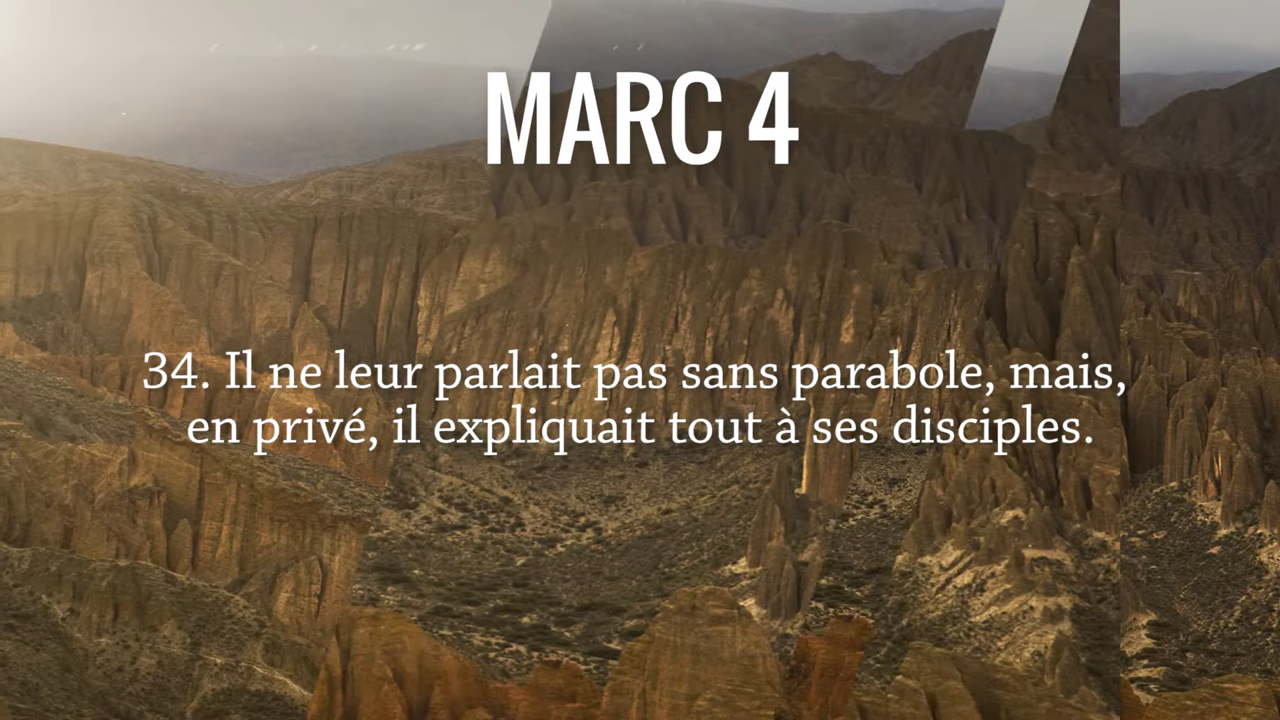 MARC 4
34. Il ne leur parlait pas sans parabole, mais,
en privé, il expliquait tout à ses disciples.